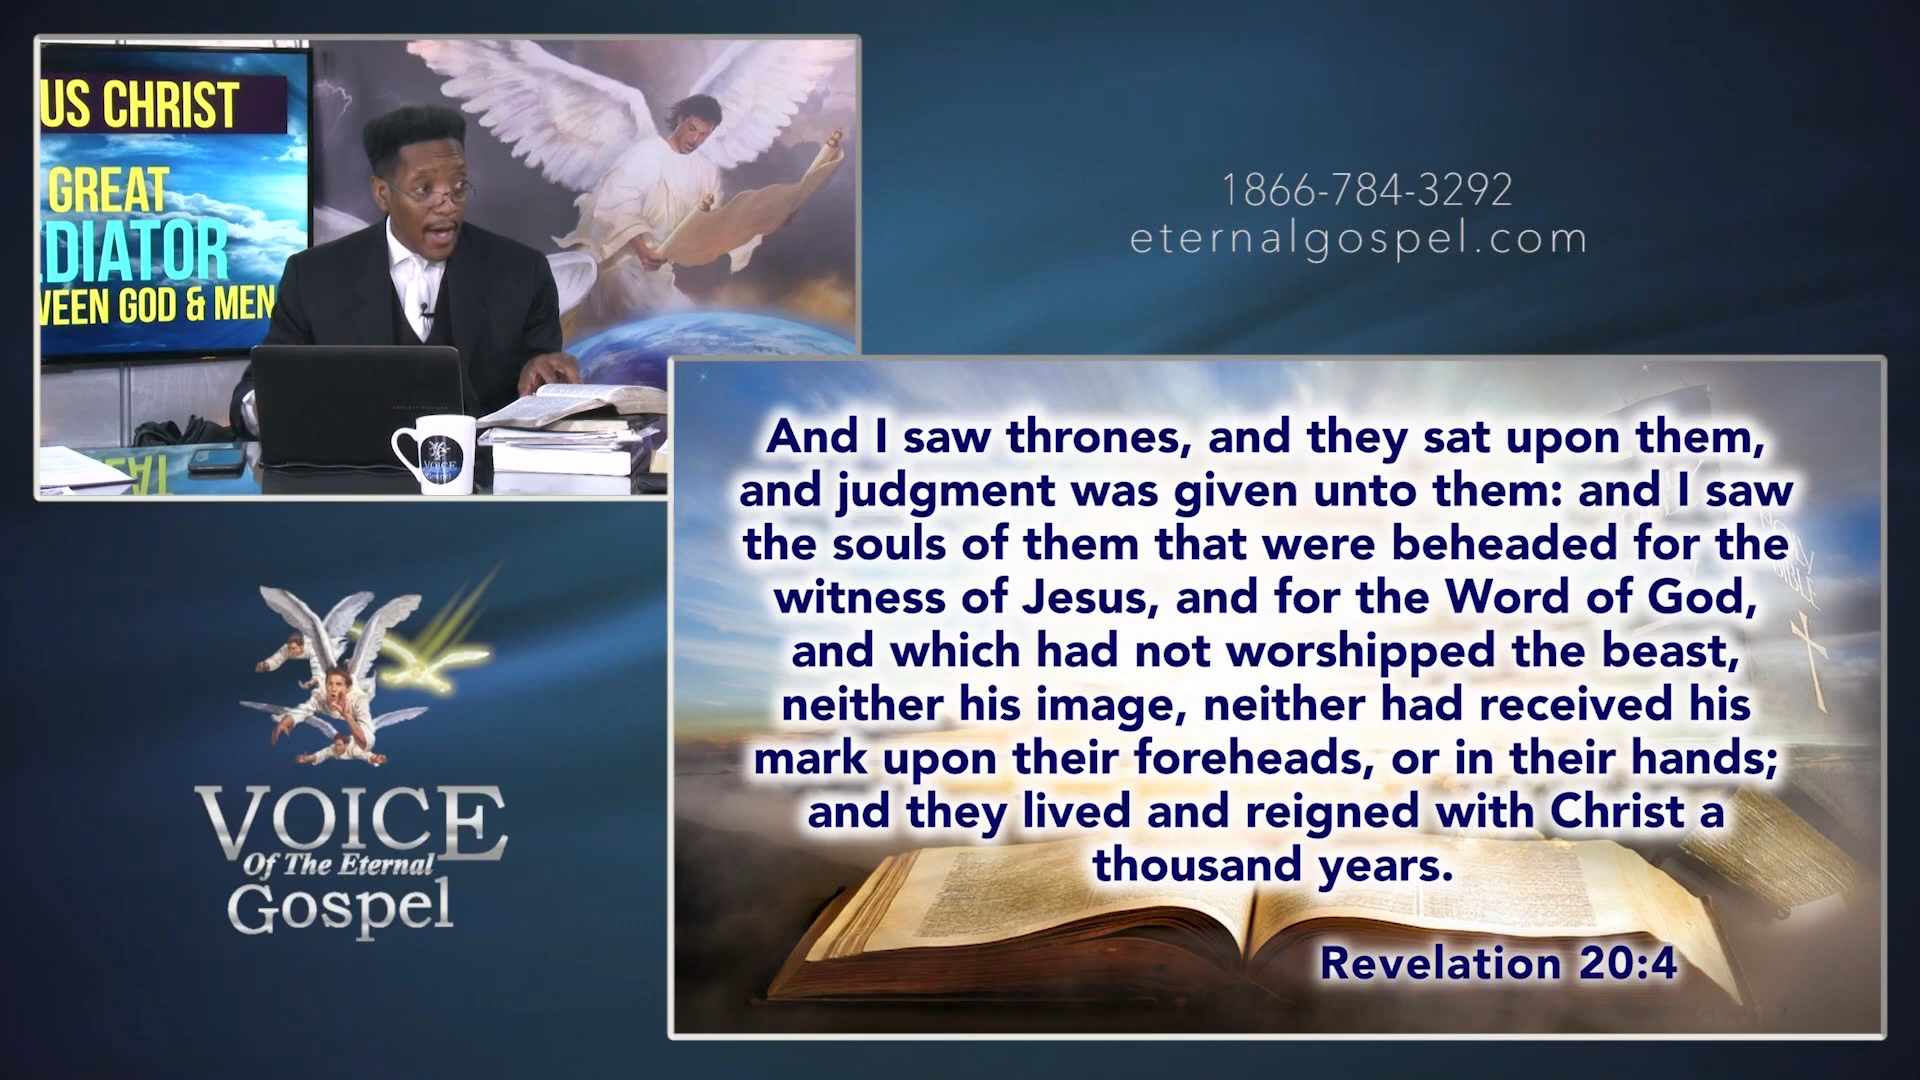 US CHRIST
GREAT
EDIATOR
WEEN GOD & MEN
VOICE
Gospel
1866-784-3292
eternalgospel.com
And I saw thrones, and they sat upon them,
and judgment was given unto them: and I saw
the souls of them that were beheaded for the
witness of Jesus, and for the Word of God,
and which had not worshipped the beast,
neither his image, neither had received his
mark upon their foreheads, or in their hands;
and they lived and reigned with Christ a
thousand years.
Revelation 20:4
VOICE
Of The Eternal
Gospel